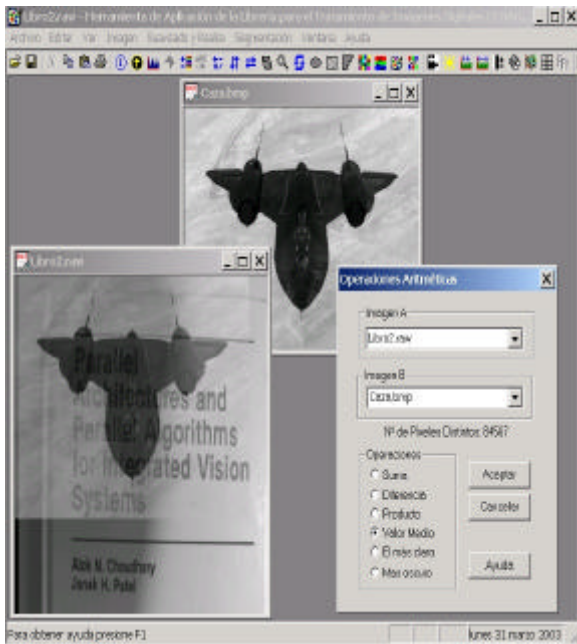 Libro2.raw - Herramienta de Aplicación de la Librería para el Tratamiento de Imágenes Digitales
Archivo Editar Ver Imagen Suavizado y Realce Segmentación Ventana Ayuda
Caza.bmp
Libro2.raw
Parallel
Architectures and
Parallel Algorithms
for Integrated Vision
Systems
Alok N. Choudhary
Janak H. Patel
Operaciones Aritméticas
Imagen A
Libro2.raw
Imagen B
Caza.bmp
Nº de Píxeles Distintos: 84567
Operaciones
Suma
Diferencia
Producto
Valor Medio
El más claro
Mas oscuro
Aceptar
Cancelar
Ayuda
Para obtener ayuda presione F1
lunes 31 marzo 2003